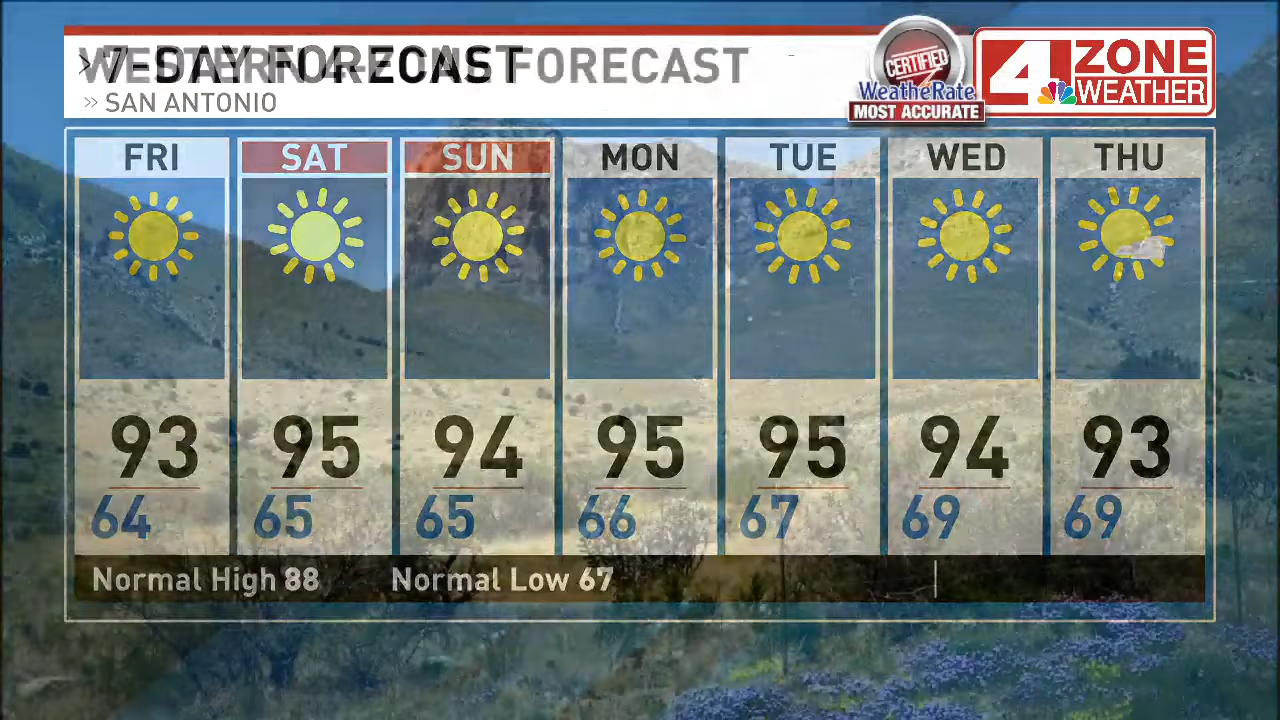 7-DAY FORECAST
» SAN ANTONIO
CERTIFIED
WeatheRate
MOST ACCURATE
4 ZONE
WEATHER
FRI SAT SUN MON TUE WED THU
93 95 94 95 95 94 93
64 65 65 66 67 69 69
Normal High 88 Normal Low 67